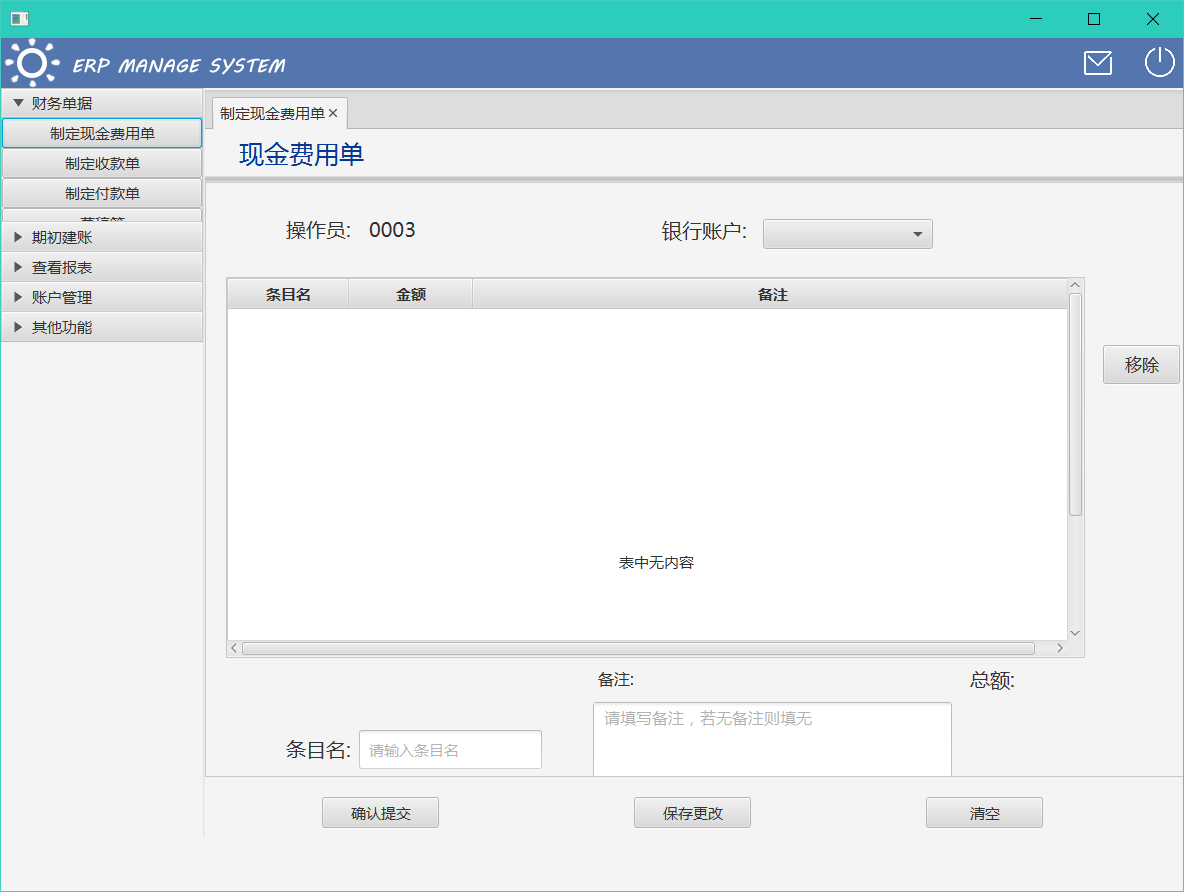 ERP MANAGE SYSTEM
财务单据
制定现金费用单
制定收款单
制定付款单
期初建账
查看报表
账户管理
其他功能
制定现金费用单
现金费用单
操作员: 0003
银行账户:
条目名 金额 备注
移除
表中无内容
备注:
总额:
请填写备注，若无备注则填无
条目名: 请输入条目名
确认提交 保存更改 清空